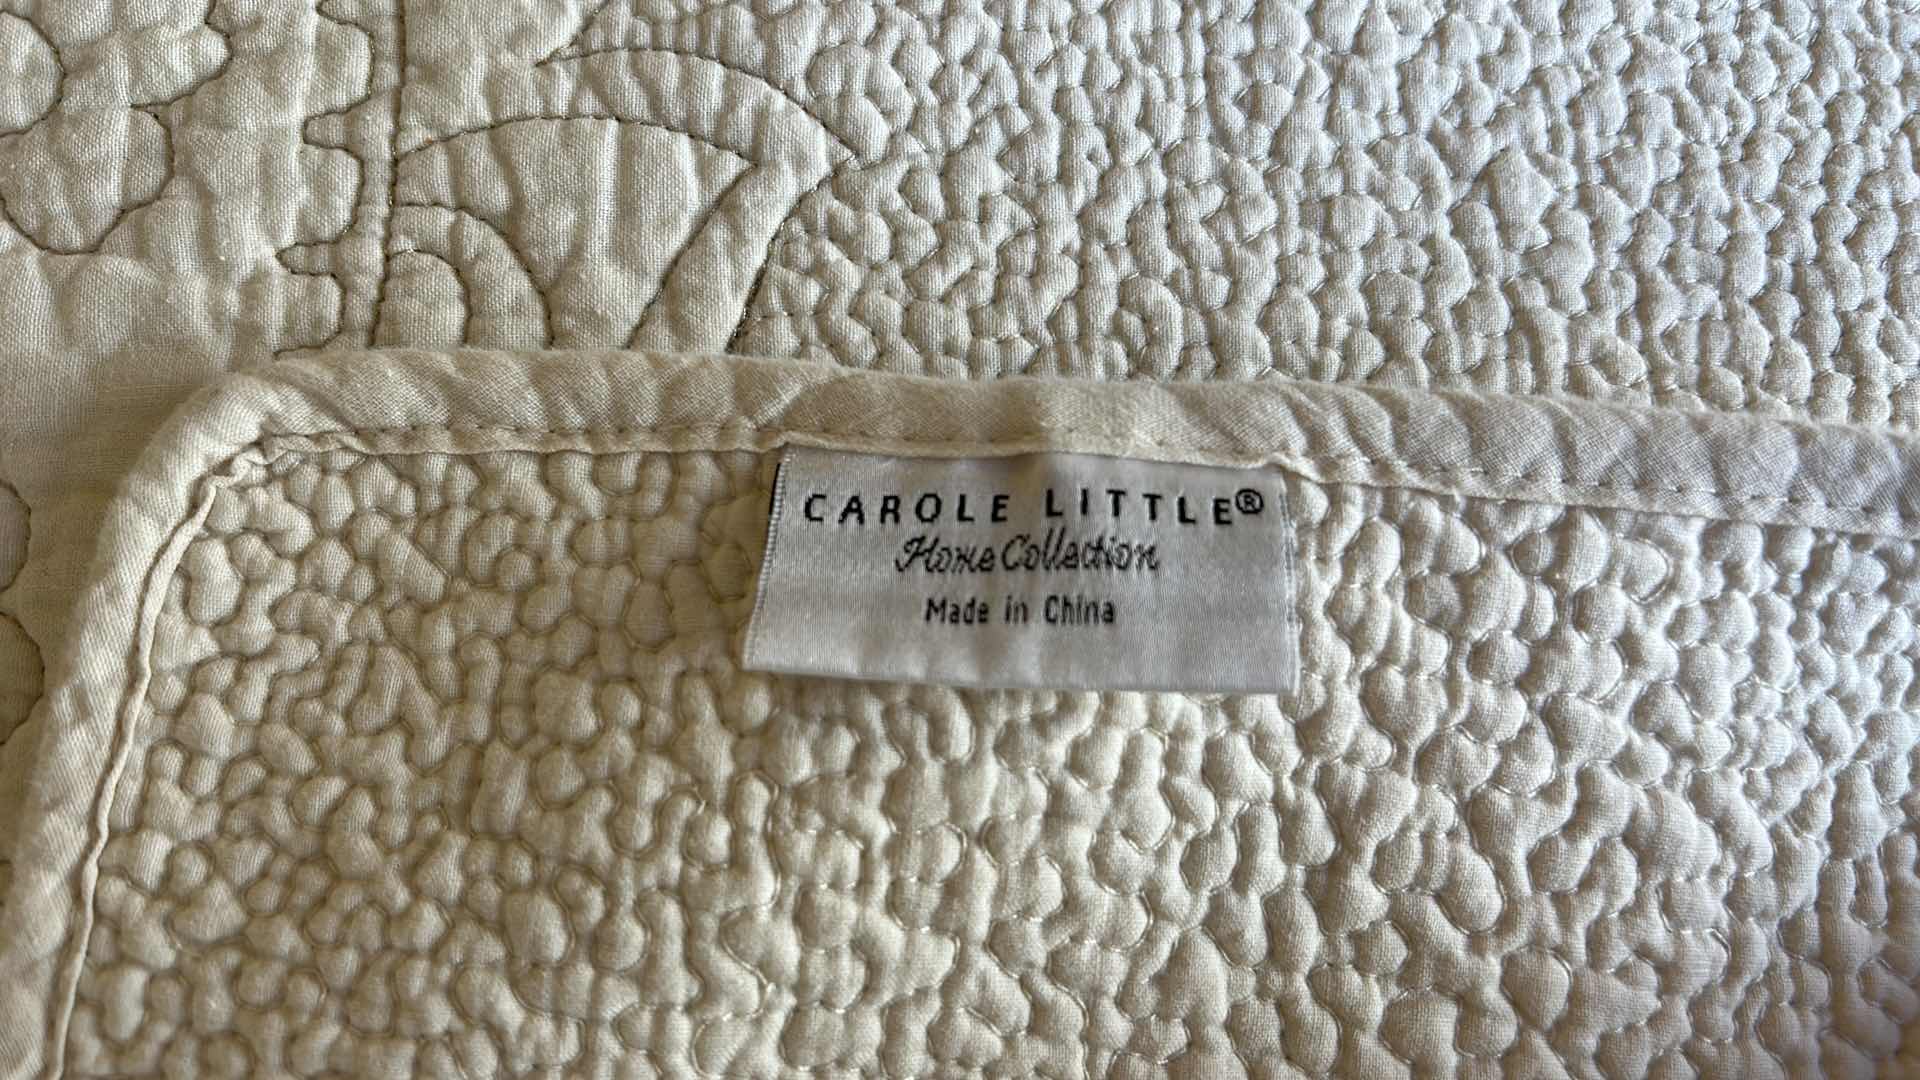 CAROLE LITTLE®
Home Collection
Made in China